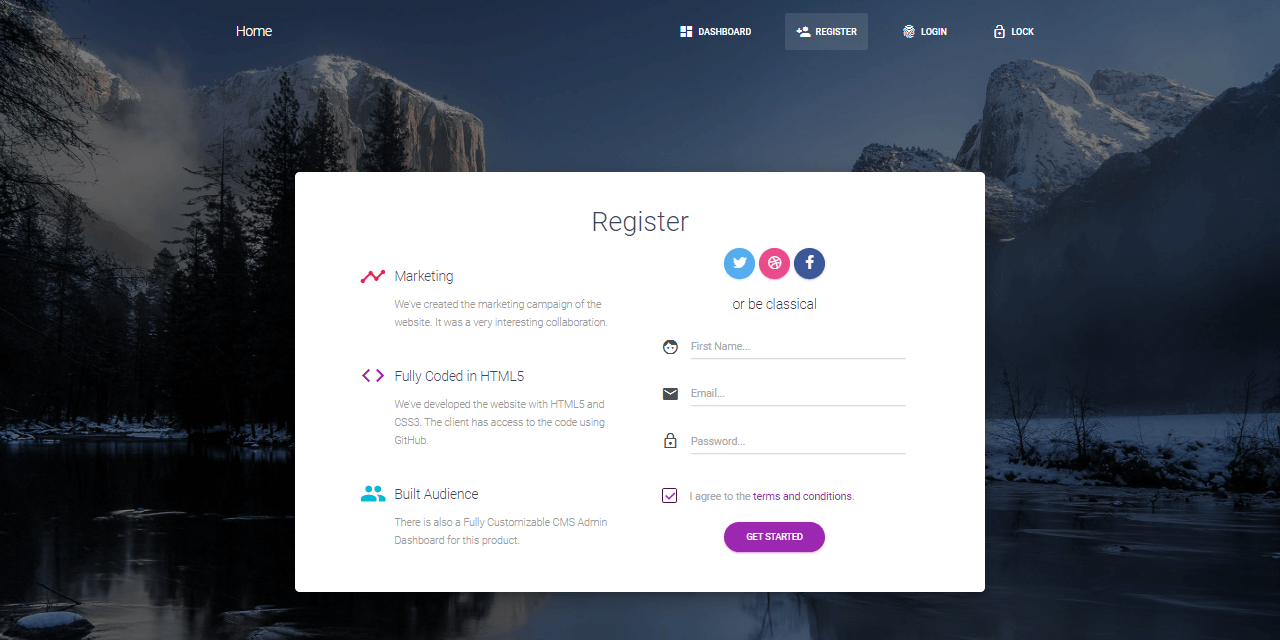 Home
DASHBOARD
REGISTER
LOGIN
LOCK
Register
Marketing
We've created the marketing campaign of the
website. It was a very interesting collaboration.
Fully Coded in HTML5
We've developed the website with HTML5 and
CSS3. The client has access to the code using
GitHub.
Built Audience
There is also a Fully Customizable CMS Admin
Dashboard for this product.
or be classical
First Name...
Email...
Password...
I agree to the terms and conditions.
GET STARTED